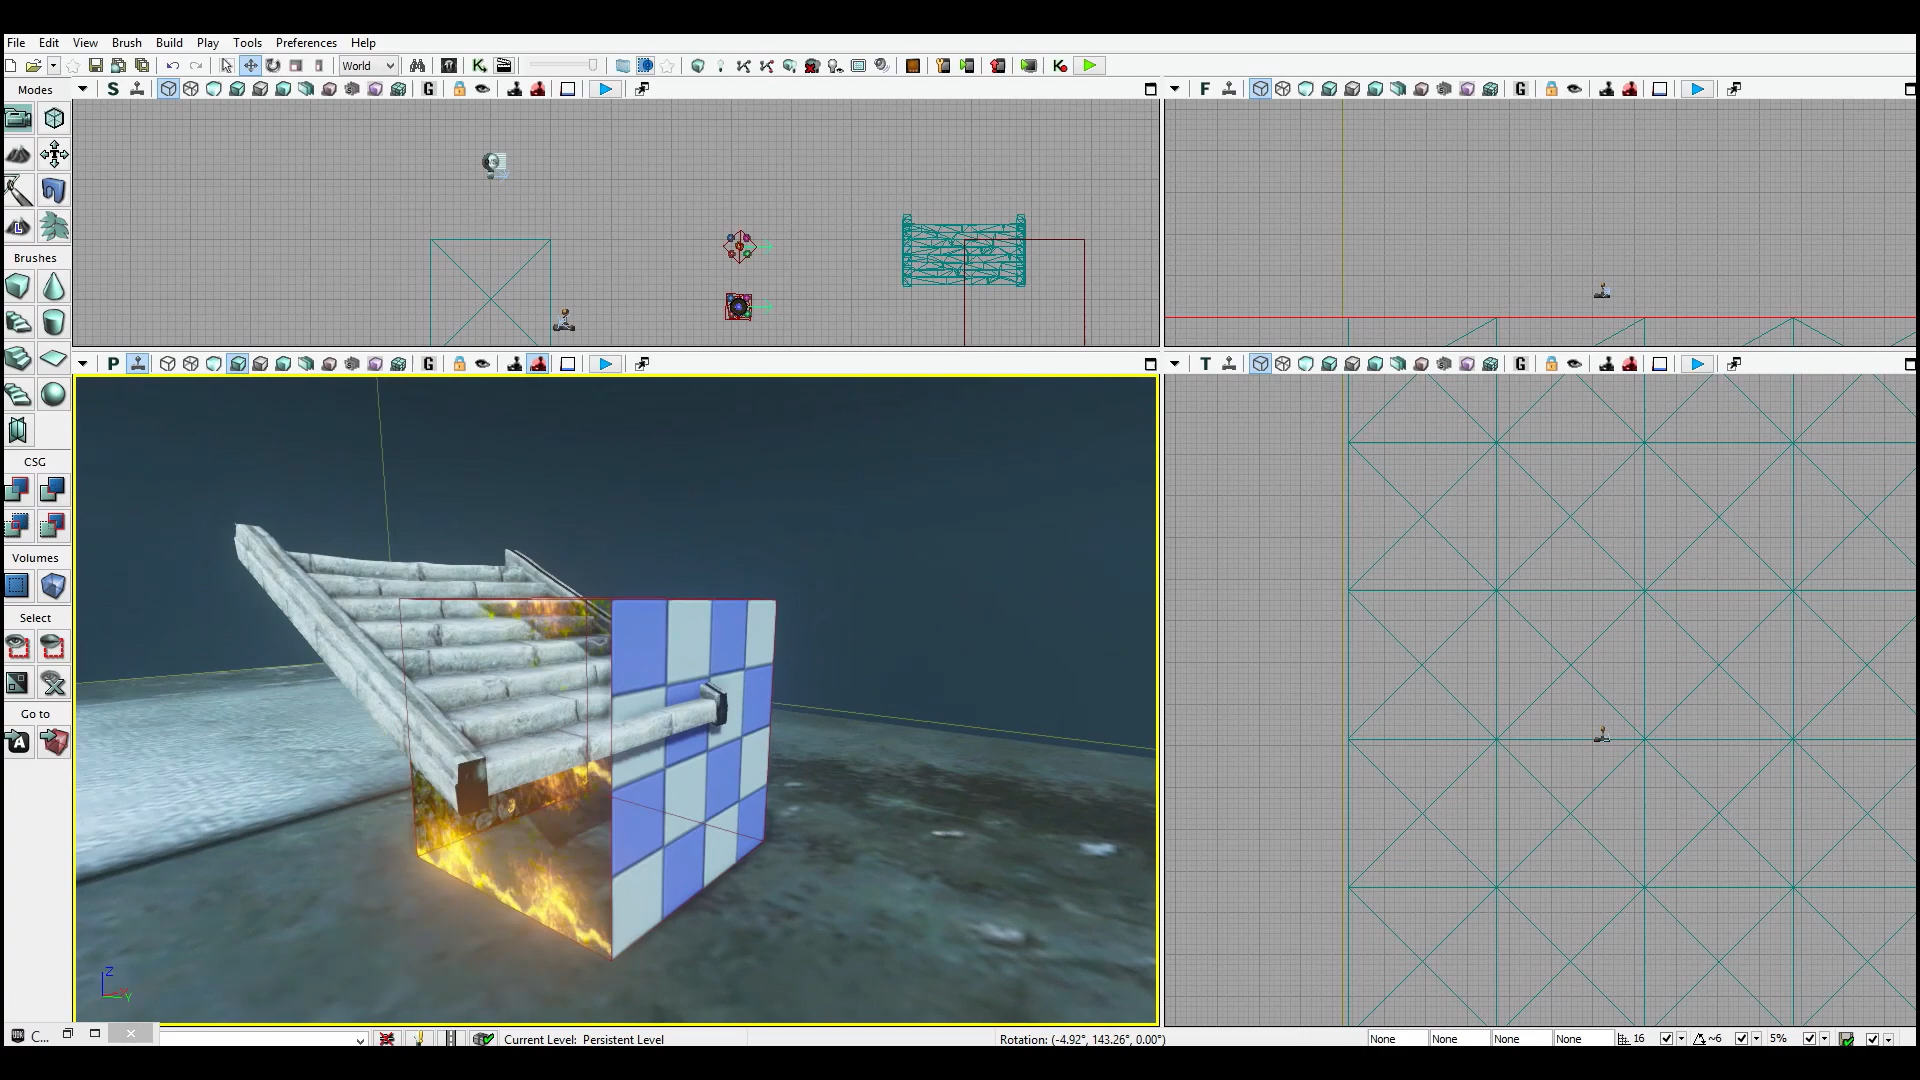 File Edit View Brush Build Play Tools Preferences Help
World
Modes
S G
F G
L
Brushes
P G
T G
CSG
Volumes
Select
Go to
A
Z
Y
C...
Current Level: Persistent Level
Rotation: (-4.92°, 143.26°, 0.00°)
None None None None 16 ~6 5%